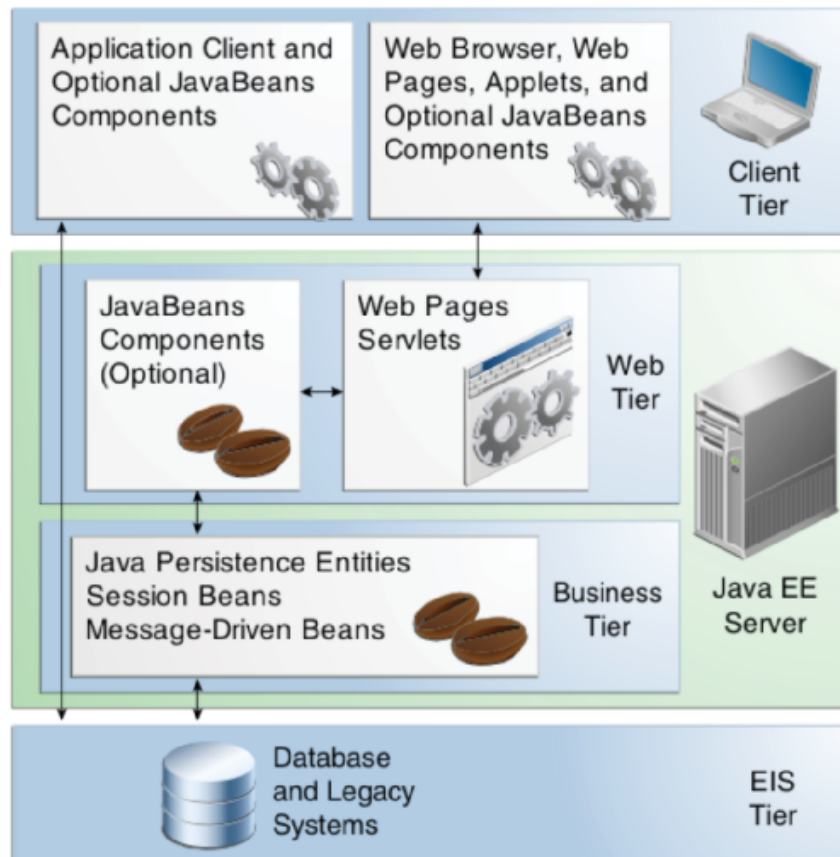 Application Client and
Optional JavaBeans
Components
Web Browser, Web
Pages, Applets, and
Optional JavaBeans
Components
Client
Tier
JavaBeans
Components
(Optional)
Web Pages
Servlets
Web
Tier
Java Persistence Entities
Session Beans
Message-Driven Beans
Business
Tier
Java EE
Server
Database
and Legacy
Systems
EIS
Tier